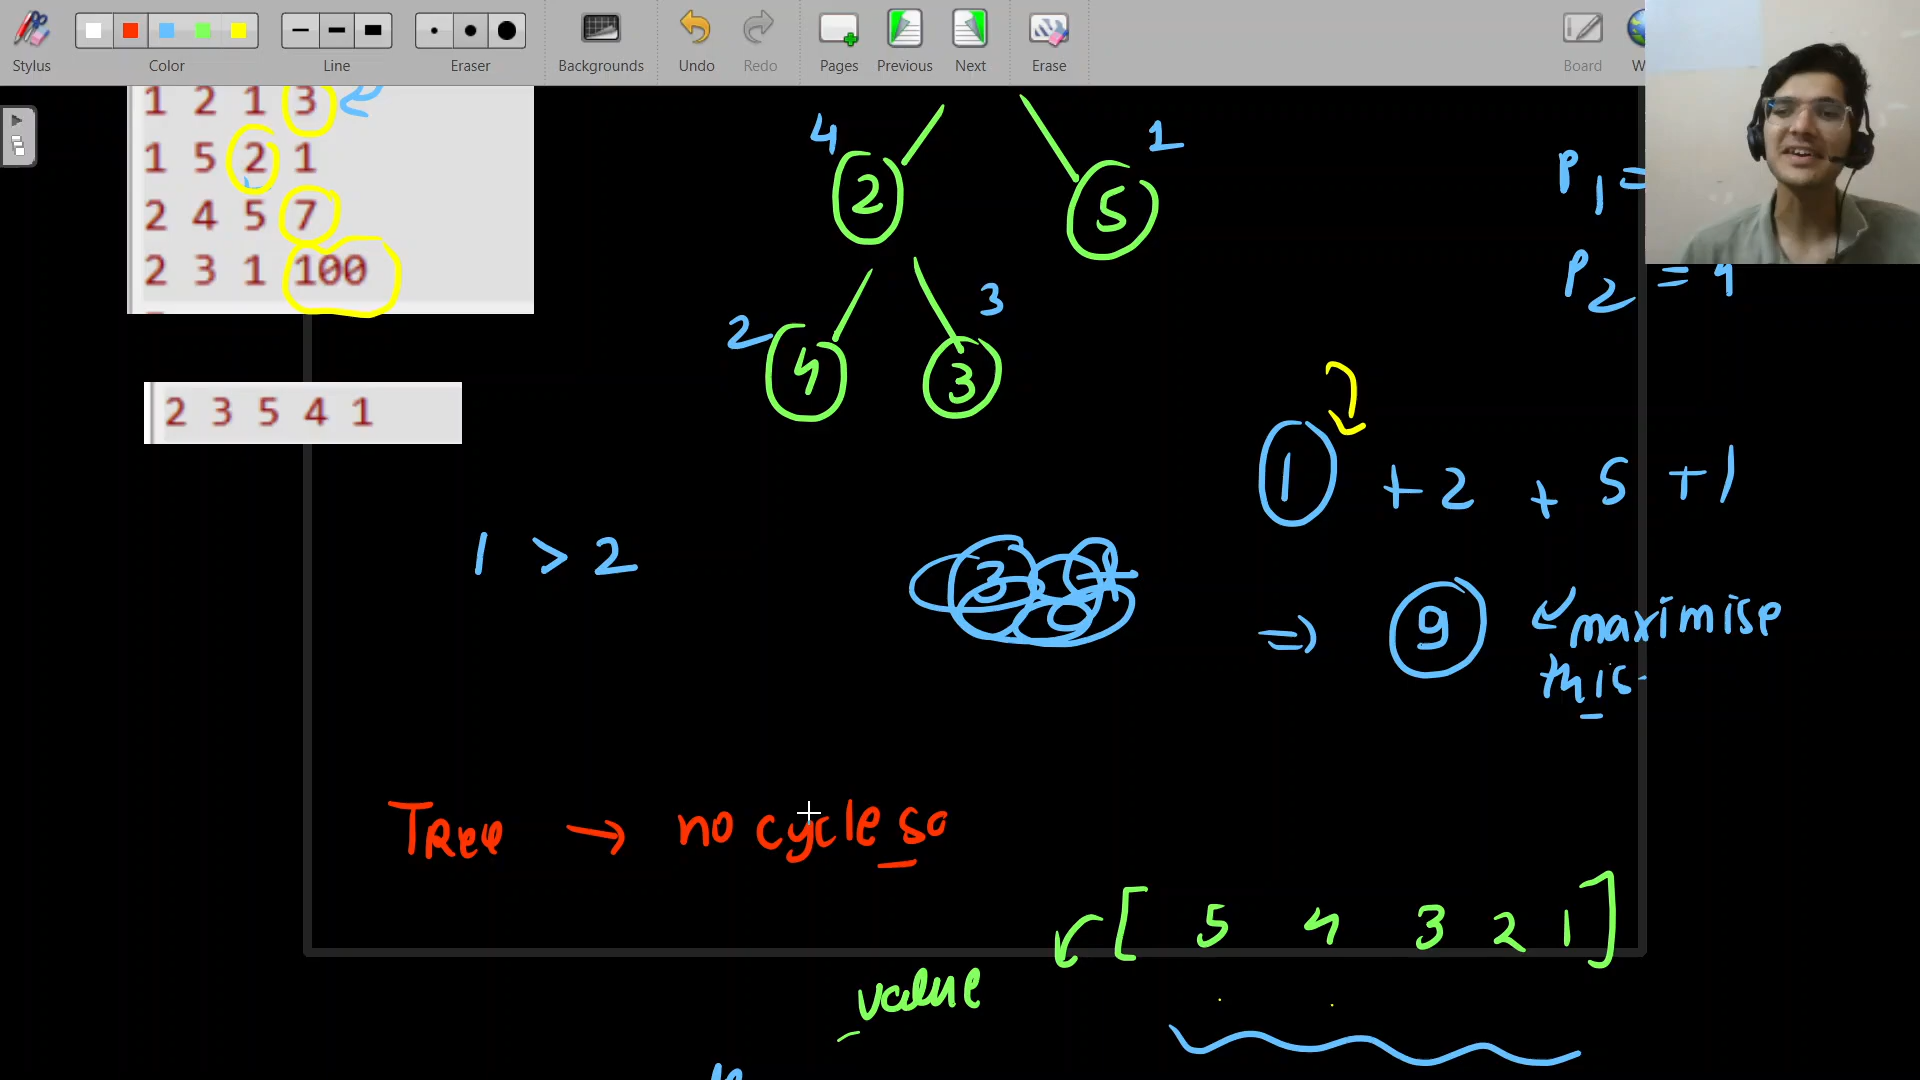 Stylus Color Line Eraser Backgrounds Undo Redo Pages Previous Next Erase Board
1 2 1 3
1 5 2 1
2 4 5 7
2 3 1 100
2 3 5 4 1
4
1
2
5
2
3
4
3
P1 =
P2 = 9
1 + 2 + 5 + 1
1 > 2
=> 9 maximise
this
TRee → no cycle so
[ 5 4 3 2 1 ]
value